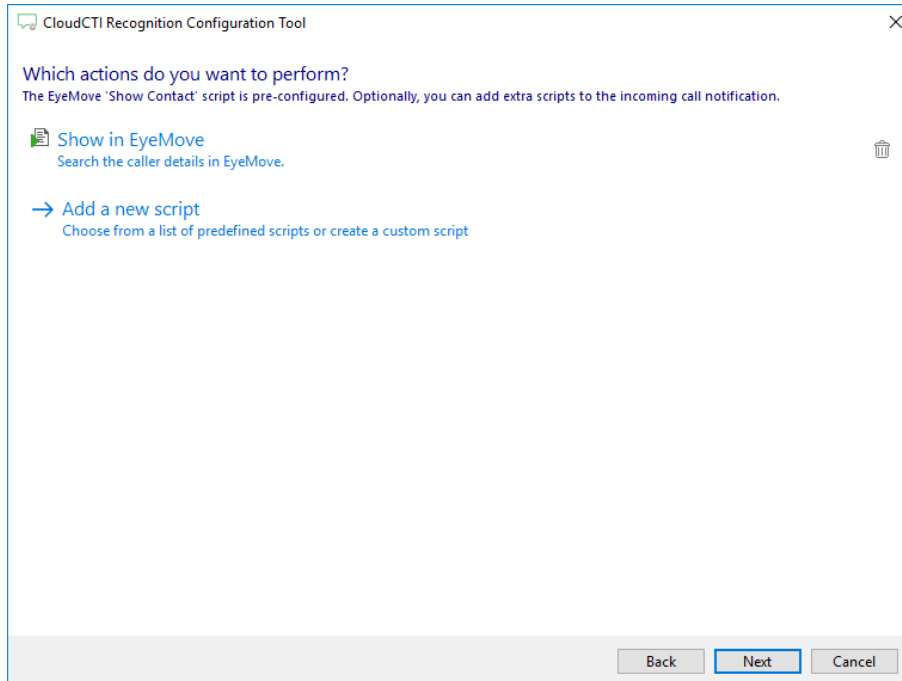 CloudCTI Recognition Configuration Tool
Which actions do you want to perform?
The EyeMove 'Show Contact' script is pre-configured. Optionally, you can add extra scripts to the incoming call notification.
Show in EyeMove
Search the caller details in EyeMove.
Add a new script
Choose from a list of predefined scripts or create a custom script
Back Next Cancel